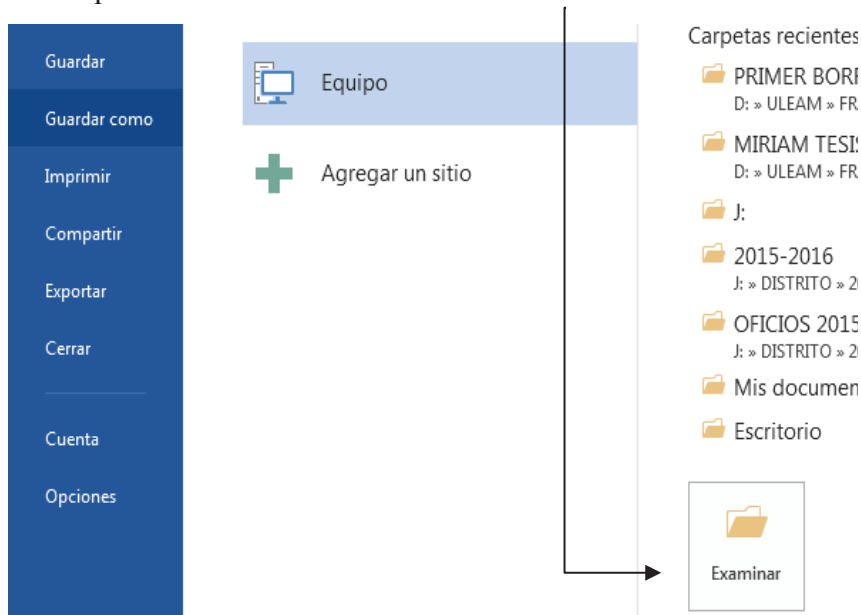 Guardar
Guardar como
Imprimir
Compartir
Exportar
Cerrar
Cuenta
Opciones
Equipo
Agregar un sitio
Carpetas recientes
PRIMER BORR
D: » ULEAM » FR
MIRIAM TESIS
D: » ULEAM » FR
J:
2015-2016
J: » DISTRITO » 20
OFICIOS 2015
J: » DISTRITO » 20
Mis documen
Escritorio
Examinar